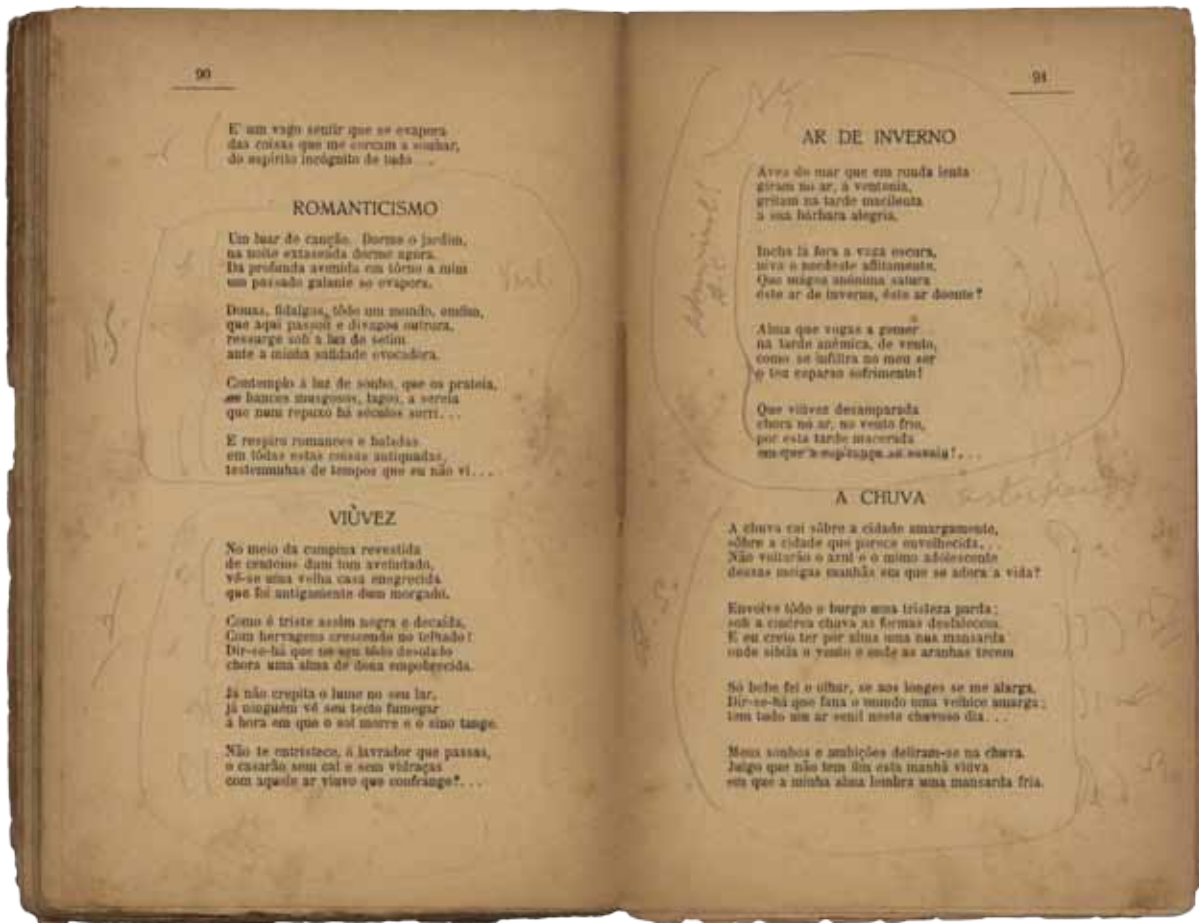 90
E' um vago sentir que se evapora
das coisas que me cercam a sonhar,
do espírito incógnito de tudo...
ROMANTICISMO
Um luar de canção. Dorme o jardim,
na noite extasiada dorme agora.
Da profunda avenida em tôrno a mim
um passado galante se evapora.
Donas, fidalgas, tôdo um mundo, enfim,
que aqui passou e divagou outrora,
ressurge sob a luz de setim
ante a minha saüdade evocadora.
Contemplo à luz de sonho, que os prateia,
bancos musgosos, lagos, a sereia
que num repuxo há séculos sorri...
E respiro romances e baladas
em tôdas estas cousas antiquadas,
testemunhas de tempos que eu não vi...
VIÙVEZ
No meio da campina revestida
de centeios dum tom aveludado,
vê-se uma velha casa enegrecida
que foi antigamente dum morgado.
Como é triste assim negra e decaída,
Com hervagens crescendo no telhado!
Dir-se-há que no seu tôdo desolado
chora uma alma de dona empobrecida.
Já não crepita o lume no seu lar,
já ninguém vê seu tecto fumegar
à hora em que o sol morre e o sino tange.
Não te entristece, ó lavrador que passas,
o casarão sem cal e sem vidraças
com aquele ar viuvo que confrange?...
91
AR DE INVERNO
Aves do mar que em ronda lenta
giram no ar, à ventania,
gritam na tarde macilenta
a sua bárbara alegria.
Incha lá fora a vaga escura,
uiva o nordeste aflitamente.
Que mágoa anónima satura
êste ar de inverno, êste ar doente?
Alma que vogas a gemer
na tarde anémica, de vento,
como se infiltra no meu ser
o teu esparso sofrimento!
Que viùvez desamparada
chora no ar, no vento frio,
por esta tarde macerada
em que a esp'rança se esvaiu!...
A CHUVA
A chuva cai sôbre a cidade amargamente,
sôbre a cidade que parece envelhecida...
Não voltarão o azul e o mimo adolescente
dessas meigas manhãs em que se adora a vida?
Envolve tôdo o burgo uma tristeza parda;
sob a cinérea chuva as formas desfalecem.
E eu creio ter por alma uma nua mansarda
onde sibila o vento e onde as aranhas tecem
Só bebe fel o olhar, se aos longes se me alarga.
Dir-se-há que fana o mundo uma velhice amarga;
tem tudo um ar senil neste chuvoso dia...
Meus sonhos e ambições deliram-se na chuva.
Julgo que não tem fim esta manhã viúva
em que a minha alma lembra uma mansarda fria.